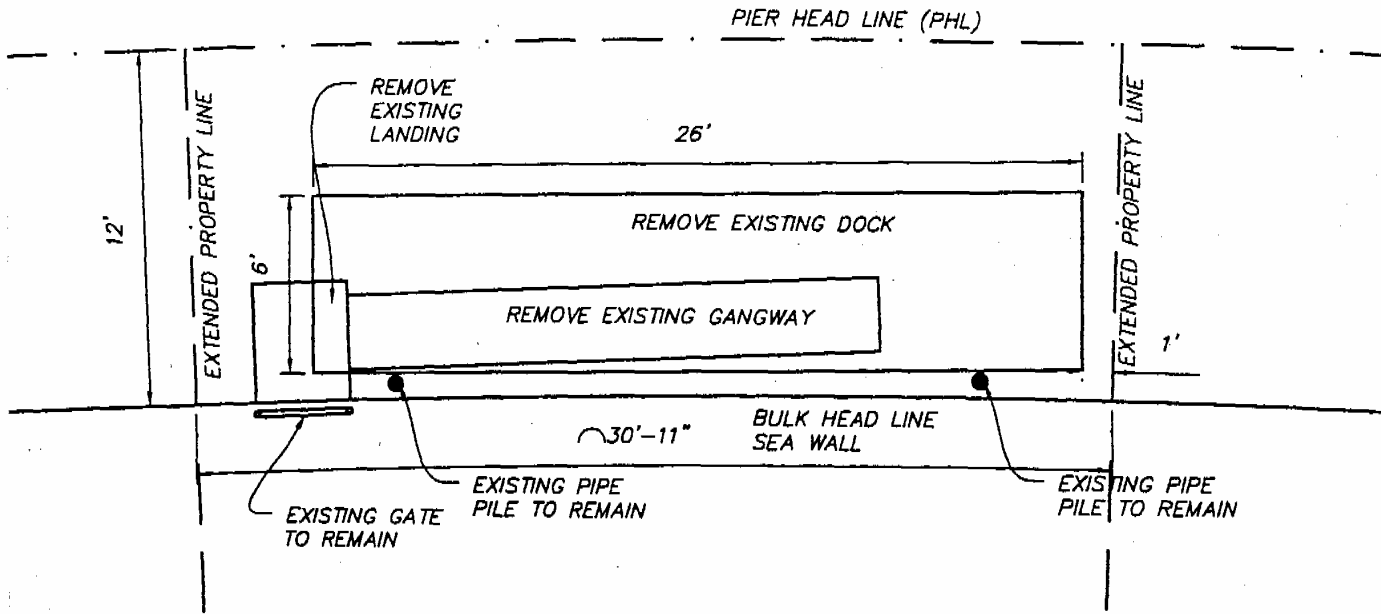 PIER HEAD LINE (PHL)
REMOVE
EXISTING
LANDING
26'
EXTENDED PROPERTY LINE
EXTENDED PROPERTY LINE
12'
6'
REMOVE EXISTING DOCK
REMOVE EXISTING GANGWAY
1'
BULK HEAD LINE
SEA WALL
30'-11"
EXISTING PIPE
PILE TO REMAIN
EXISTING PIPE
PILE TO REMAIN
EXISTING GATE
TO REMAIN